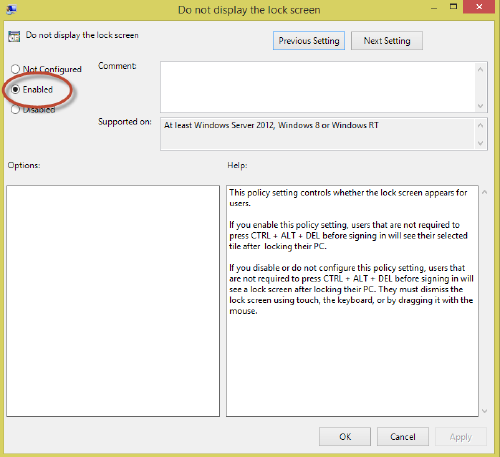 Do not display the lock screen
Do not display the lock screen
Previous Setting
Next Setting
Not Configured
Comment:
Enabled
Disabled
Supported on:
At least Windows Server 2012, Windows 8 or Windows RT
Options:
Help:
This policy setting controls whether the lock screen appears for
users.
If you enable this policy setting, users that are not required to
press CTRL + ALT + DEL before signing in will see their selected
tile after  locking their PC.
If you disable or do not configure this policy setting, users that
are not required to press CTRL + ALT + DEL before signing in will
see a lock screen after locking their PC. They must dismiss the
lock screen using touch, the keyboard, or by dragging it with the
mouse.
OK
Cancel
Apply